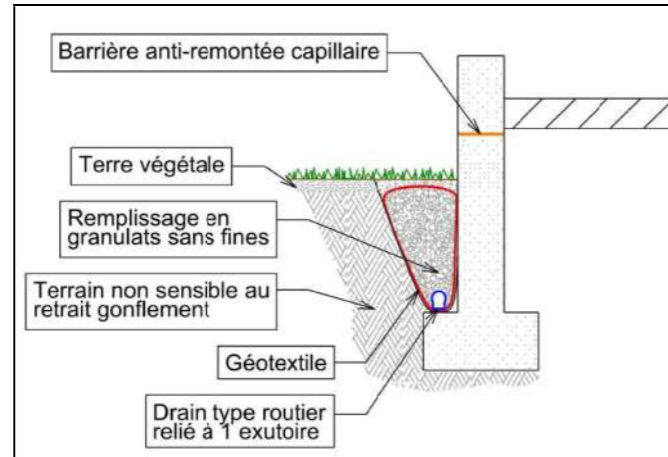 Barrière anti-remontée capillaire
Terre végétale
Remplissage en
granulats sans fines
Terrain non sensible au
retrait gonflement
Géotextile
Drain type routier
relié à 1 exutoire